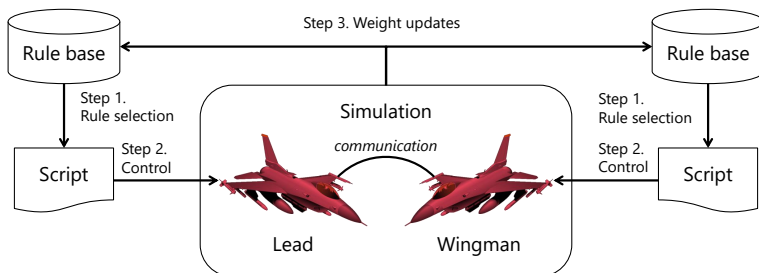 Step 3. Weight updates
Rule base
Rule base
Step 1.
Rule selection
Step 1.
Rule selection
Simulation
communication
Script
Step 2.
Control
Step 2.
Control
Script
Lead
Wingman